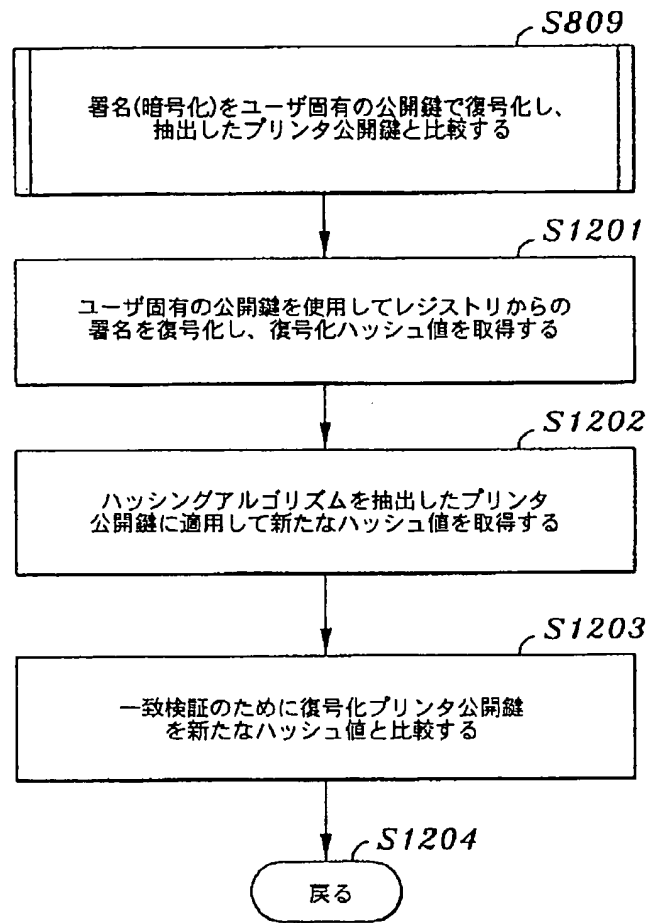 S809
署名(暗号化)をユーザ固有の公開鍵で復号化し、
抽出したプリンタ公開鍵と比較する
S1201
ユーザ固有の公開鍵を使用してレジストリからの
署名を復号化し、復号化ハッシュ値を取得する
S1202
ハッシングアルゴリズムを抽出したプリンタ
公開鍵に適用して新たなハッシュ値を取得する
S1203
一致検証のために復号化プリンタ公開鍵
を新たなハッシュ値と比較する
S1204
戻る